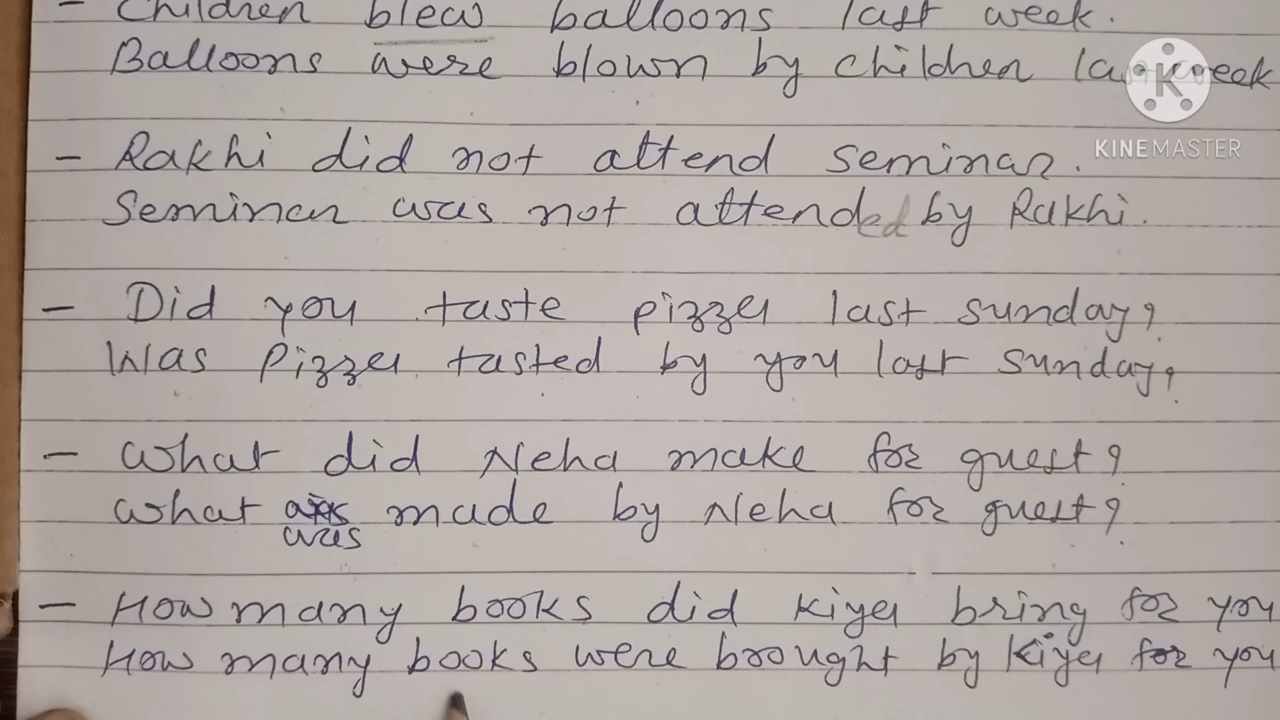 - Children blew balloons last week.
Balloons were blown by children last week
- Rakhi did not attend seminar.
Seminar was not attended by Rakhi.
- Did you taste pizza last sunday?
Was Pizza tasted by you last sunday?
- What did Neha make for guest?
What made by Neha for guest?
was
- How many books did Kiya bring for you
How many books were brought by Kiya for you
K
KINEMASTER